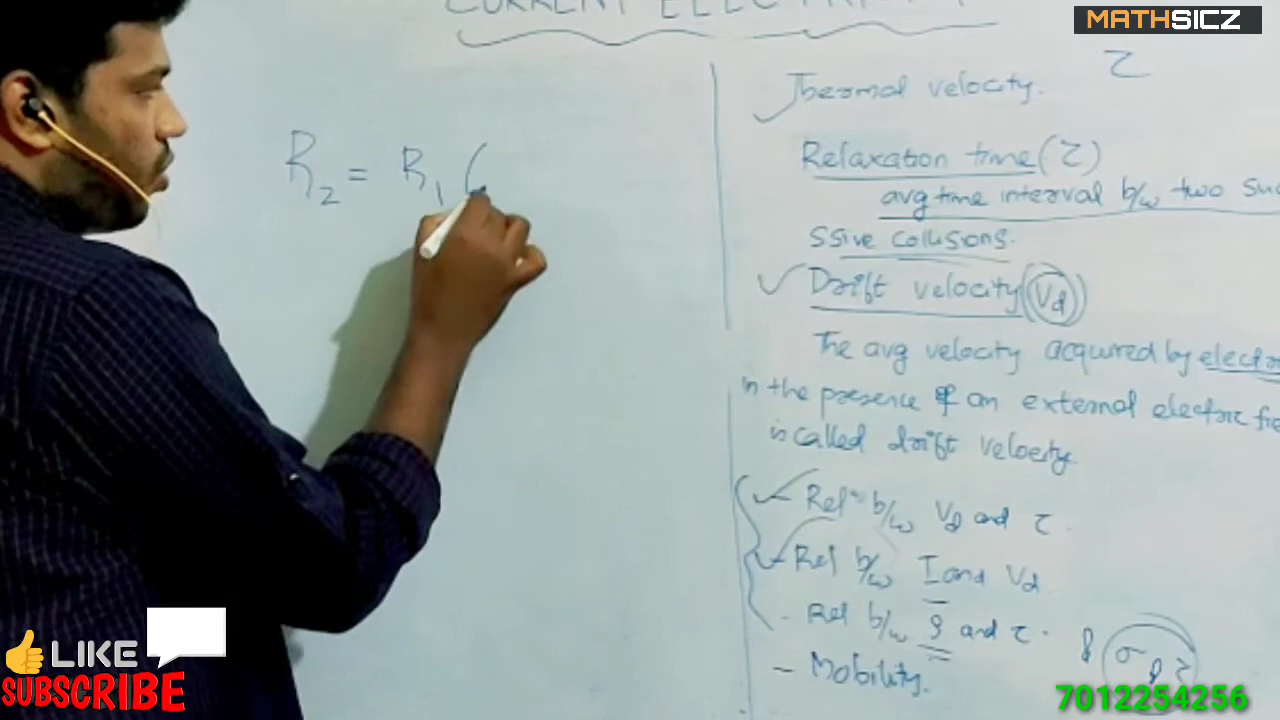 MATHSICZ
R₂ = R₁ (
τ
Thermal velocity.
Relaxation time (τ)
avg time interval b/w two suc
ssive collisions.
Drift velocity (Vd)
The avg velocity acquired by electro
in the presence of an external electric fie
is called drift velocity
Relⁿ b/w Vd and τ.
Rel b/w I and Vd
- Rel b/w ρ and τ.
- Mobility.
σ
LIKE
SUBSCRIBE
7012254256